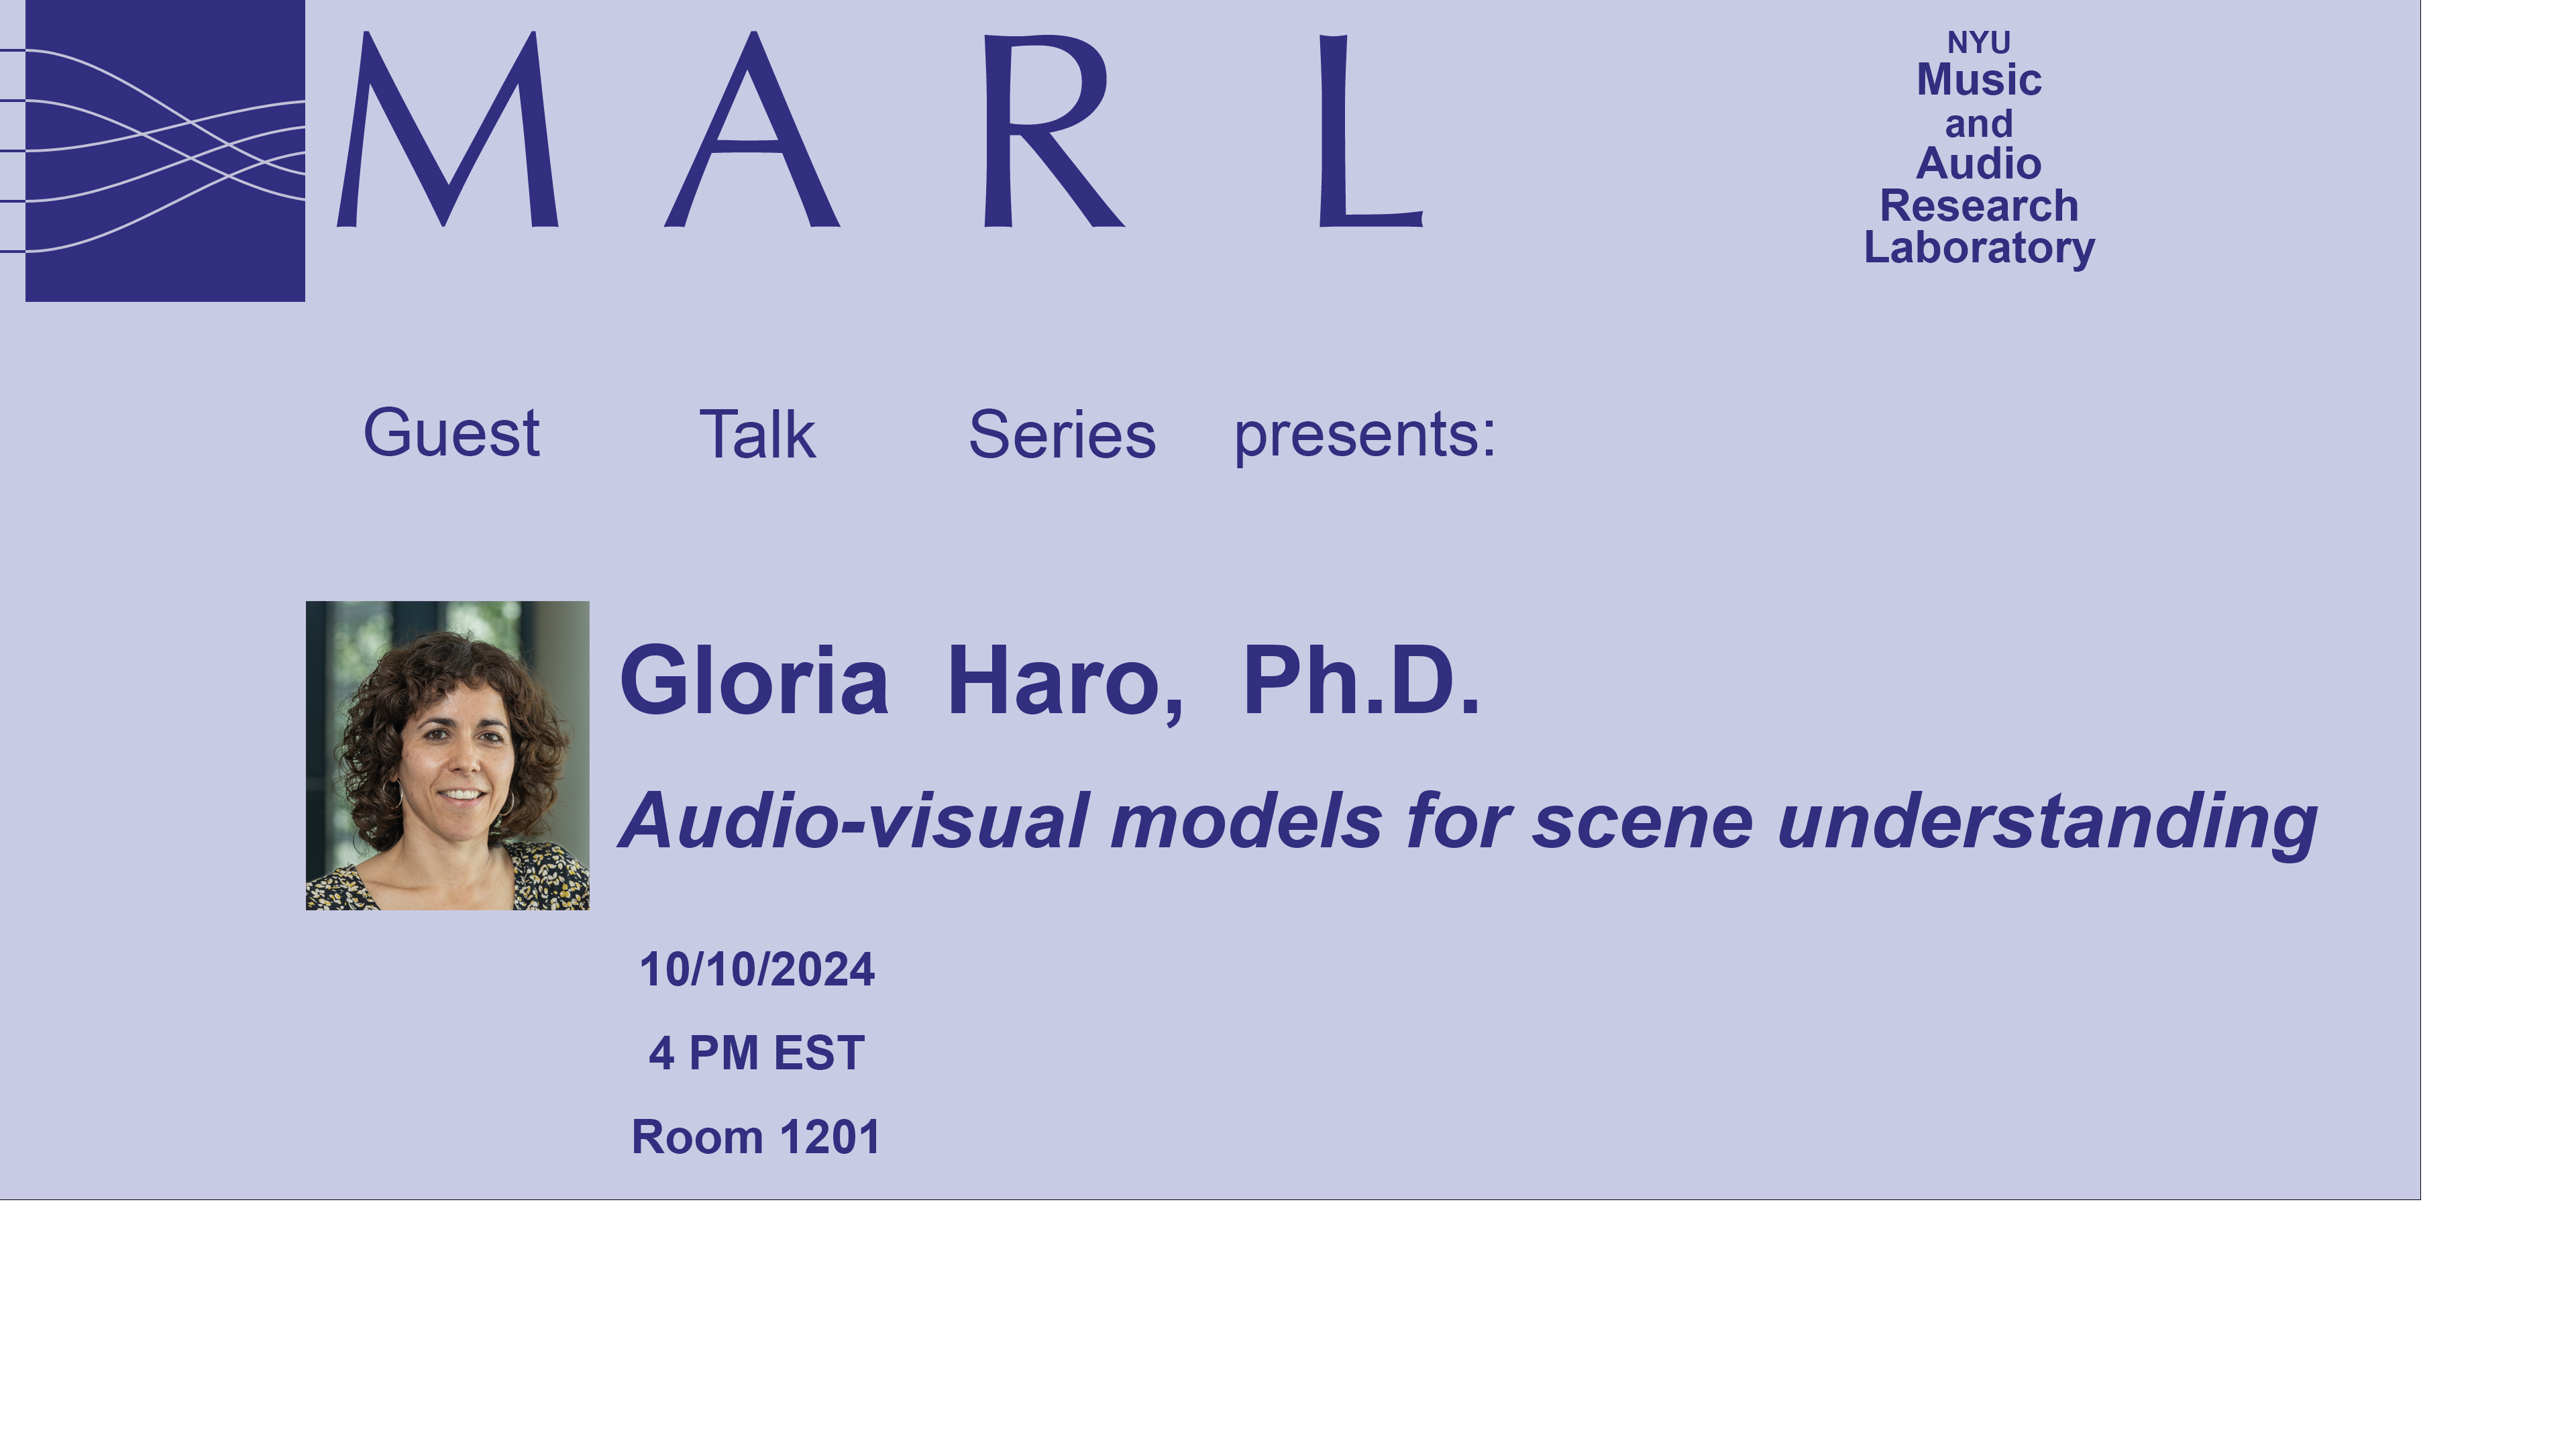 MARL
NYU
Music
and
Audio
Research
Laboratory
Guest Talk Series presents:
Gloria Haro, Ph.D.
Audio-visual models for scene understanding
10/10/2024
4 PM EST
Room 1201